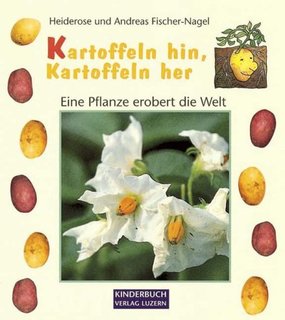 Heiderose und Andreas Fischer-Nagel
Kartoffeln hin,
Kartoffeln her
Eine Pflanze erobert die Welt
KINDERBUCH
VERLAG LUZERN